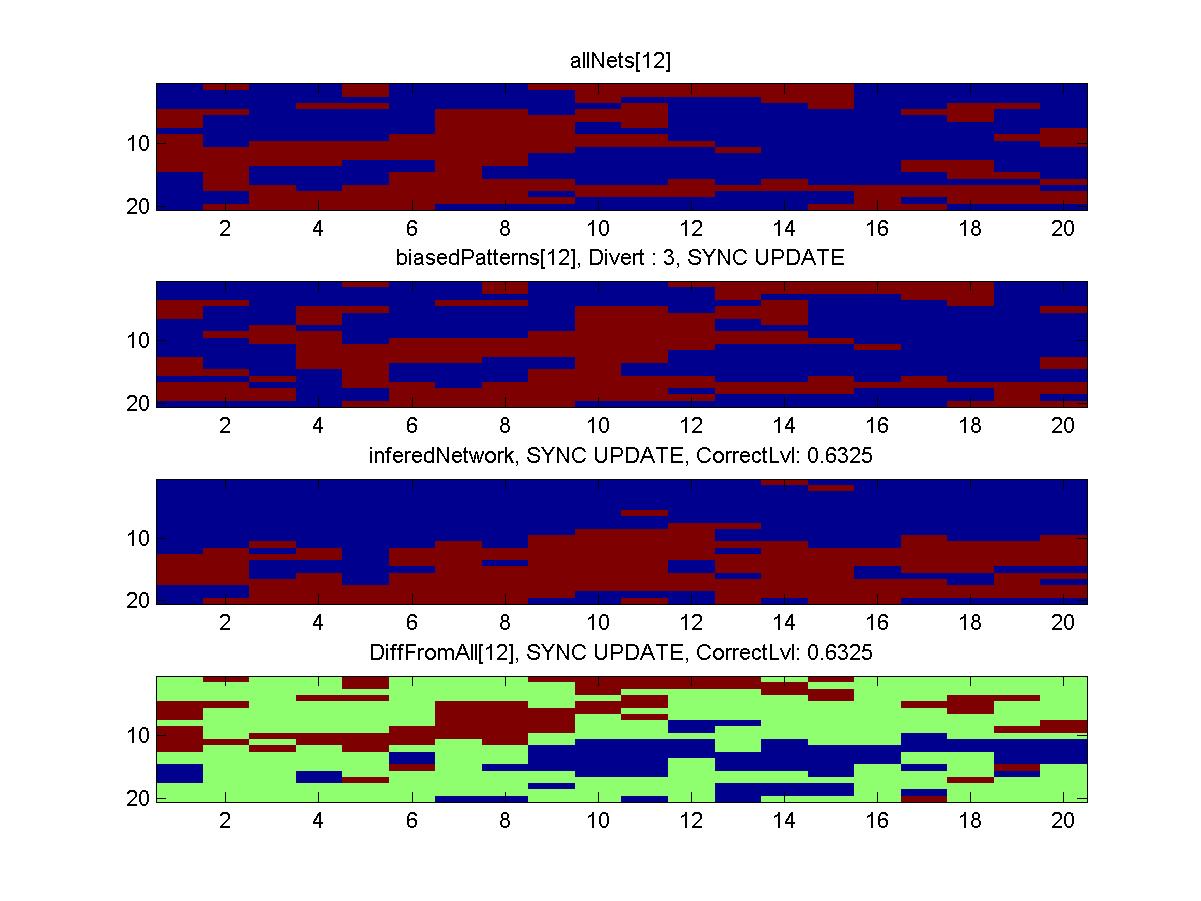 allNets[12]
10
20
2 4 6 8 10 12 14 16 18 20
biasedPatterns[12], Divert : 3, SYNC UPDATE
10
20
2 4 6 8 10 12 14 16 18 20
inferedNetwork, SYNC UPDATE, CorrectLvl: 0.6325
10
20
2 4 6 8 10 12 14 16 18 20
DiffFromAll[12], SYNC UPDATE, CorrectLvl: 0.6325
10
20
2 4 6 8 10 12 14 16 18 20